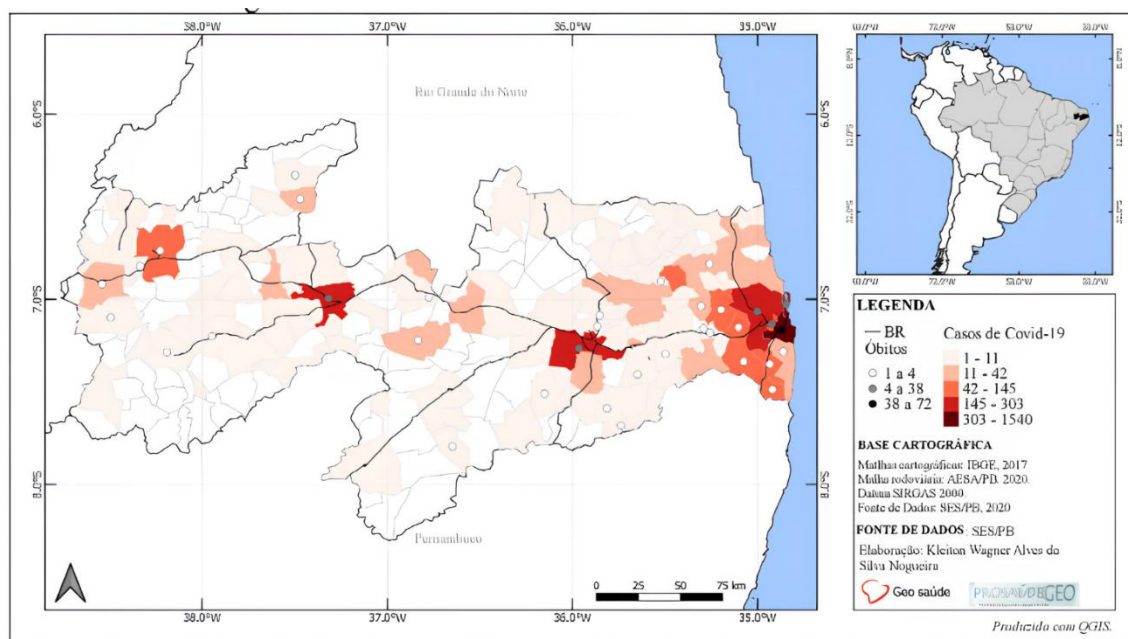 38.0°W 37.0°W 36.0°W 35.0°W
Rio Grande do Norte
6.0°S 6.0°S
7.0°S 7.0°S
8.0°S 8.0°S
Pernambuco
0 25 50 75 km
38.0°W 37.0°W 36.0°W 35.0°W
LEGENDA
BR
Óbitos
1 a 4
4 a 38
38 a 72
Casos de Covid-19
1 - 11
11 - 42
42 - 145
145 - 303
303 - 1540
BASE CARTOGRÁFICA
Malhas cartográficas: IBGE, 2017
Malha rodoviária: AESA/PB, 2020.
Datum SIRGAS 2000.
Fonte de Dados: SES/PB, 2020
FONTE DE DADOS: SES/PB
Elaboração: Kleiton Wagner Alves da
Silva Nogueira
Geo saúde
PROSAÚDEGEO
Produzido com QGIS.